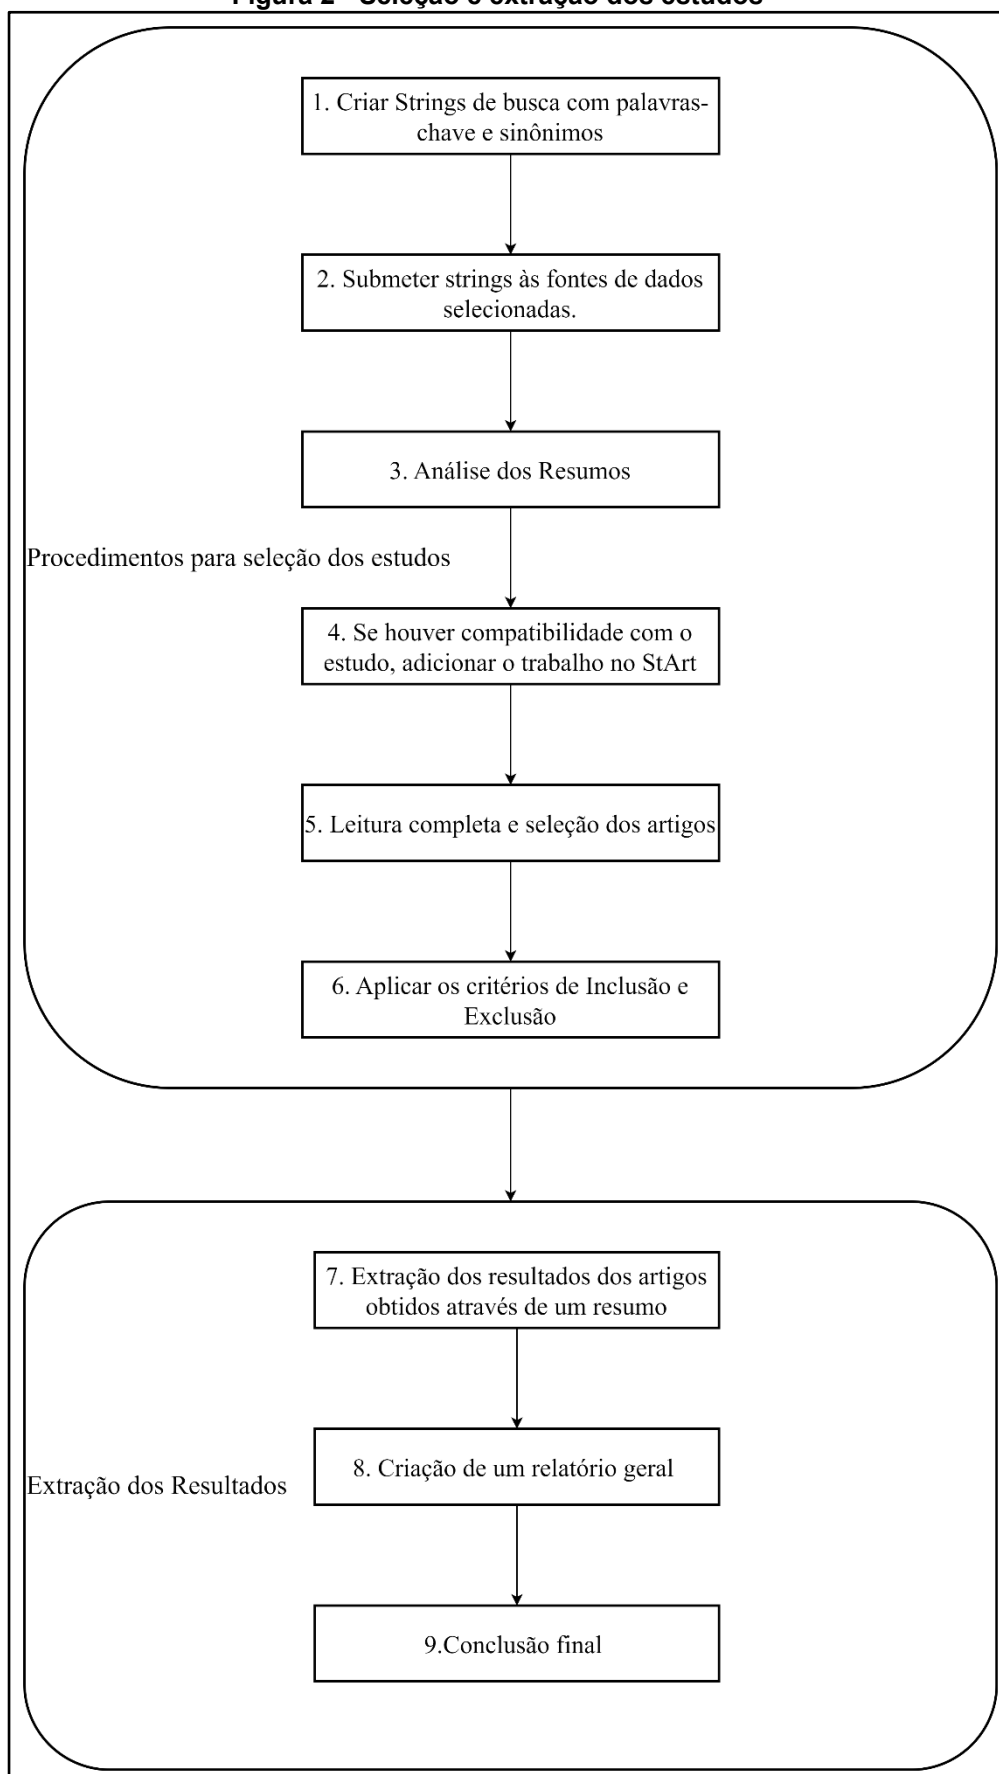 Figura 2 - Seleção e extração dos estudos
1. Criar Strings de busca com palavras-
chave e sinônimos
2. Submeter strings às fontes de dados
selecionadas.
3. Análise dos Resumos
Procedimentos para seleção dos estudos
4. Se houver compatibilidade com o
estudo, adicionar o trabalho no StArt
5. Leitura completa e seleção dos artigos
6. Aplicar os critérios de Inclusão e
Exclusão
7. Extração dos resultados dos artigos
obtidos através de um resumo
8. Criação de um relatório geral
Extração dos Resultados
9.Conclusão final